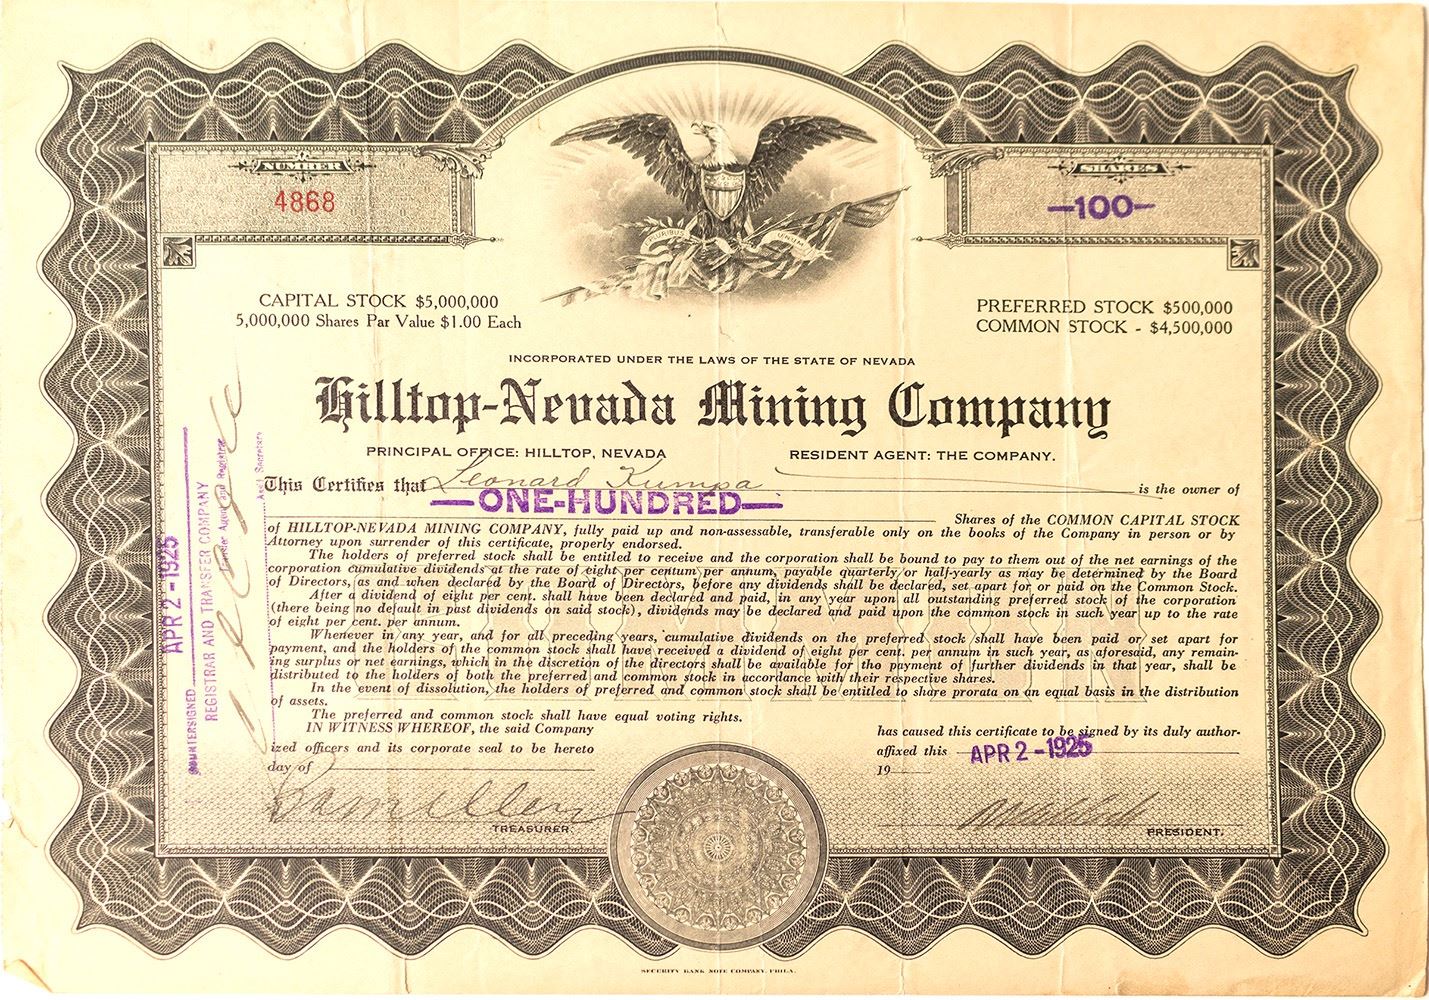 NUMBER
4868
SHARES
—100—
PLURIBUS UNUM
CAPITAL STOCK $5,000,000
5,000,000 Shares Par Value $1.00 Each
PREFERRED STOCK $500,000
COMMON STOCK - $4,500,000
INCORPORATED UNDER THE LAWS OF THE STATE OF NEVADA
Hilltop-Nevada Mining Company
PRINCIPAL OFFICE: HILLTOP, NEVADA
RESIDENT AGENT: THE COMPANY.
This Certifies that Leonard Kumpa is the owner of
—ONE-HUNDRED—
Shares of the COMMON CAPITAL STOCK
of HILLTOP-NEVADA MINING COMPANY, fully paid up and non-assessable, transferable only on the books of the Company in person or by
Attorney upon surrender of this certificate, properly endorsed.
The holders of preferred stock shall be entitled to receive and the corporation shall be bound to pay to them out of the net earnings of the
corporation cumulative dividends at the rate of eight per centum per annum, payable quarterly or half-yearly as may be determined by the Board
of Directors, as and when declared by the Board of Directors, before any dividends shall be declared, set apart for or paid on the Common Stock.
After a dividend of eight per cent. shall have been declared and paid, in any year upon all outstanding preferred stock of the corporation
(there being no default in past dividends on said stock), dividends may be declared and paid upon the common stock in such year up to the rate
of eight per cent. per annum.
Whenever in any year, and for all preceding years, cumulative dividends on the preferred stock shall have been paid or set apart for
payment, and the holders of the common stock shall have received a dividend of eight per cent. per annum in such year, as aforesaid, any remain-
ing surplus or net earnings, which in the discretion of the directors shall be available for tho payment of further dividends in that year, shall be
distributed to the holders of both the preferred and common stock in accordance with their respective shares.
In the event of dissolution, the holders of preferred and common stock shall be entitled to share prorata on an equal basis in the distribution
of assets.
The preferred and common stock shall have equal voting rights.
IN WITNESS WHEREOF, the said Company has caused this certificate to be signed by its duly author-
ized officers and its corporate seal to be hereto affixed this APR 2 - 1925
day of 19
TREASURER.
PRESIDENT.
COMMON
APR 2 - 1925
COUNTERSIGNED
REGISTRAR AND TRANSFER COMPANY
Transfer Agent and Registrar
Ass't Secretary
SECURITY BANK NOTE COMPANY. PHILA.